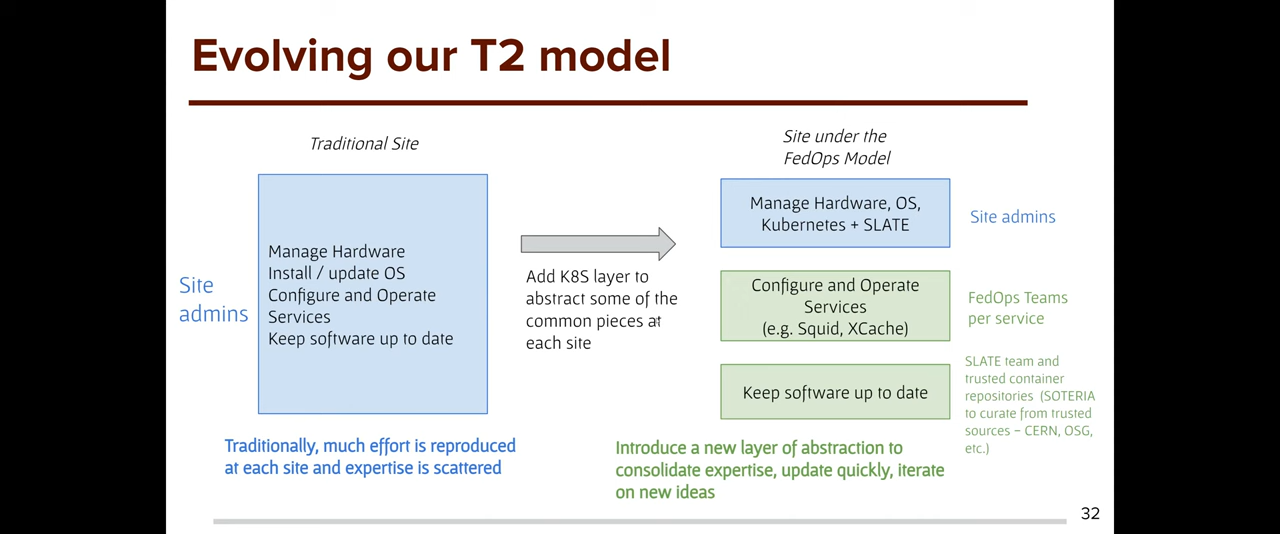 Evolving our T2 model
Traditional Site
Site
admins
Manage Hardware
Install / update OS
Configure and Operate
Services
Keep software up to date
Traditionally, much effort is reproduced
at each site and expertise is scattered
Add K8S layer to
abstract some of the
common pieces at
each site
Site under the
FedOps Model
Manage Hardware, OS,
Kubernetes + SLATE
Site admins
Configure and Operate
Services
(e.g. Squid, XCache)
FedOps Teams
per service
Keep software up to date
SLATE team and
trusted container
repositories (SOTERIA
to curate from trusted
sources – CERN, OSG,
etc.)
Introduce a new layer of abstraction to
consolidate expertise, update quickly, iterate
on new ideas
32